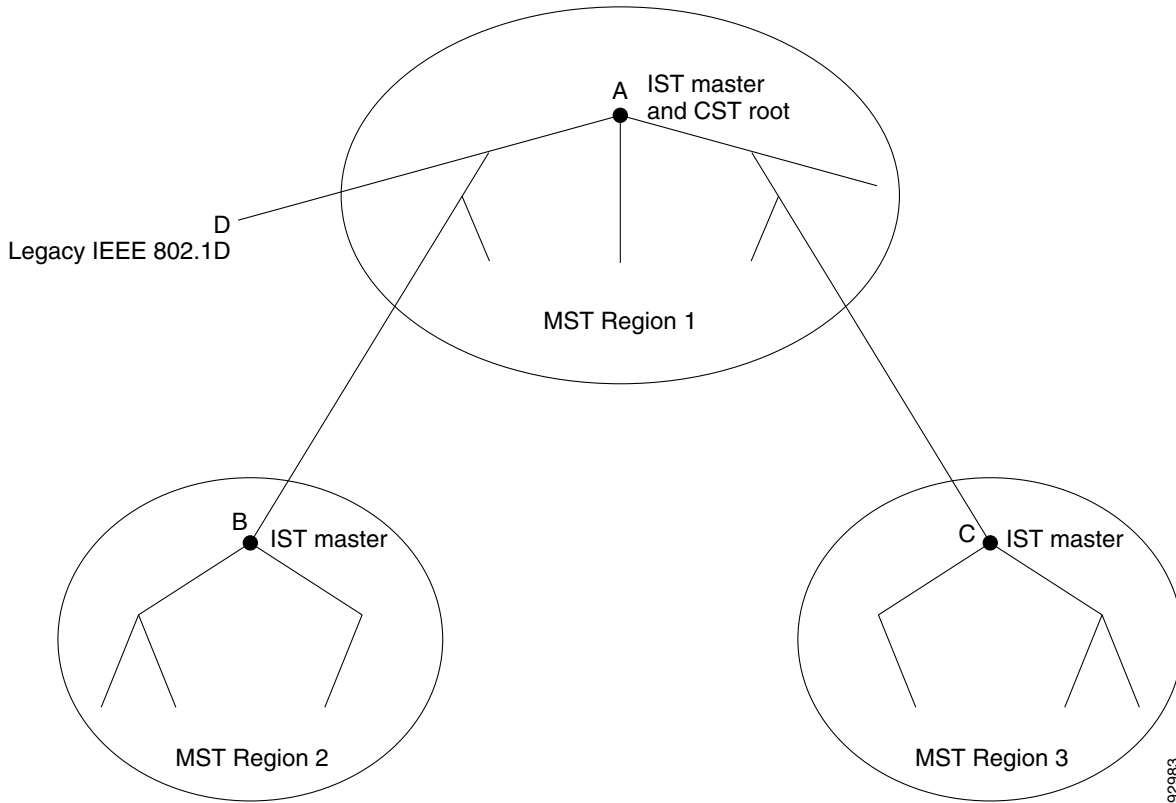 A
IST master
and CST root
D
Legacy IEEE 802.1D
MST Region 1
B
IST master
C
IST master
MST Region 2
MST Region 3
92983